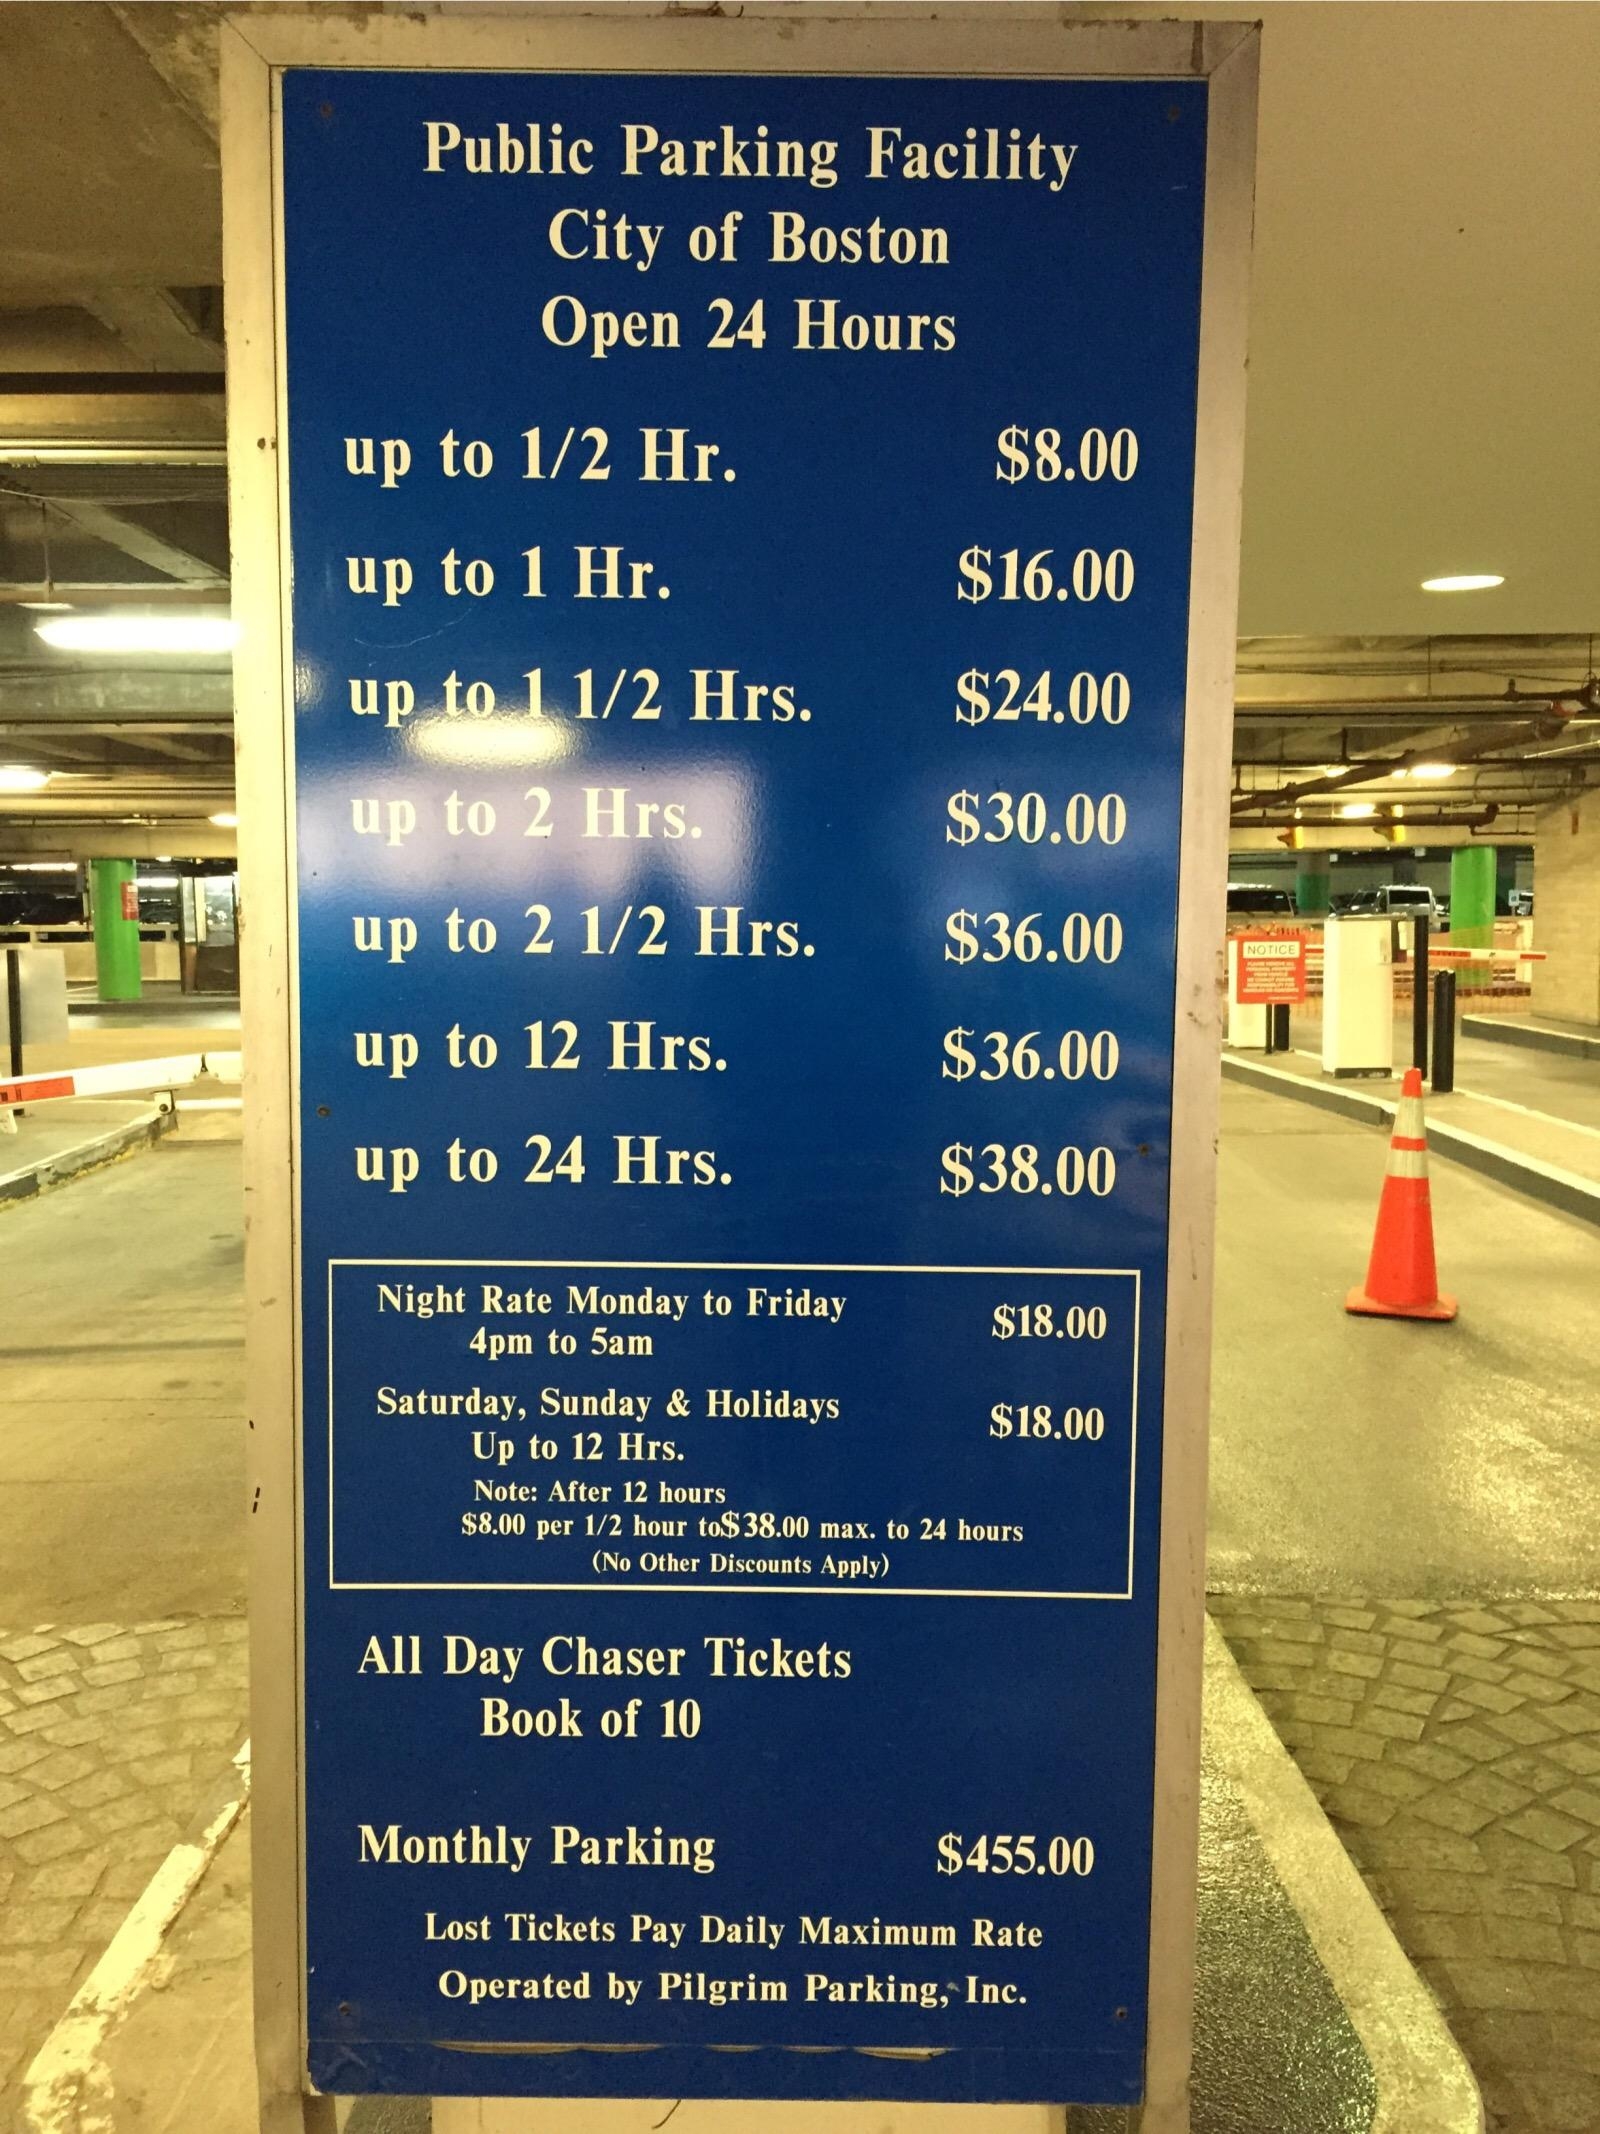 Public Parking Facility
City of Boston
Open 24 Hours
up to 1/2 Hr. $8.00
up to 1 Hr. $16.00
up to 1 1/2 Hrs. $24.00
up to 2 Hrs. $30.00
up to 2 1/2 Hrs. $36.00
up to 12 Hrs. $36.00
up to 24 Hrs. $38.00
Night Rate Monday to Friday $18.00
4pm to 5am
Saturday, Sunday & Holidays $18.00
Up to 12 Hrs.
Note: After 12 hours
$8.00 per 1/2 hour to$38.00 max. to 24 hours
(No Other Discounts Apply)
All Day Chaser Tickets
Book of 10
Monthly Parking $455.00
Lost Tickets Pay Daily Maximum Rate
Operated by Pilgrim Parking, Inc.
NOTICE